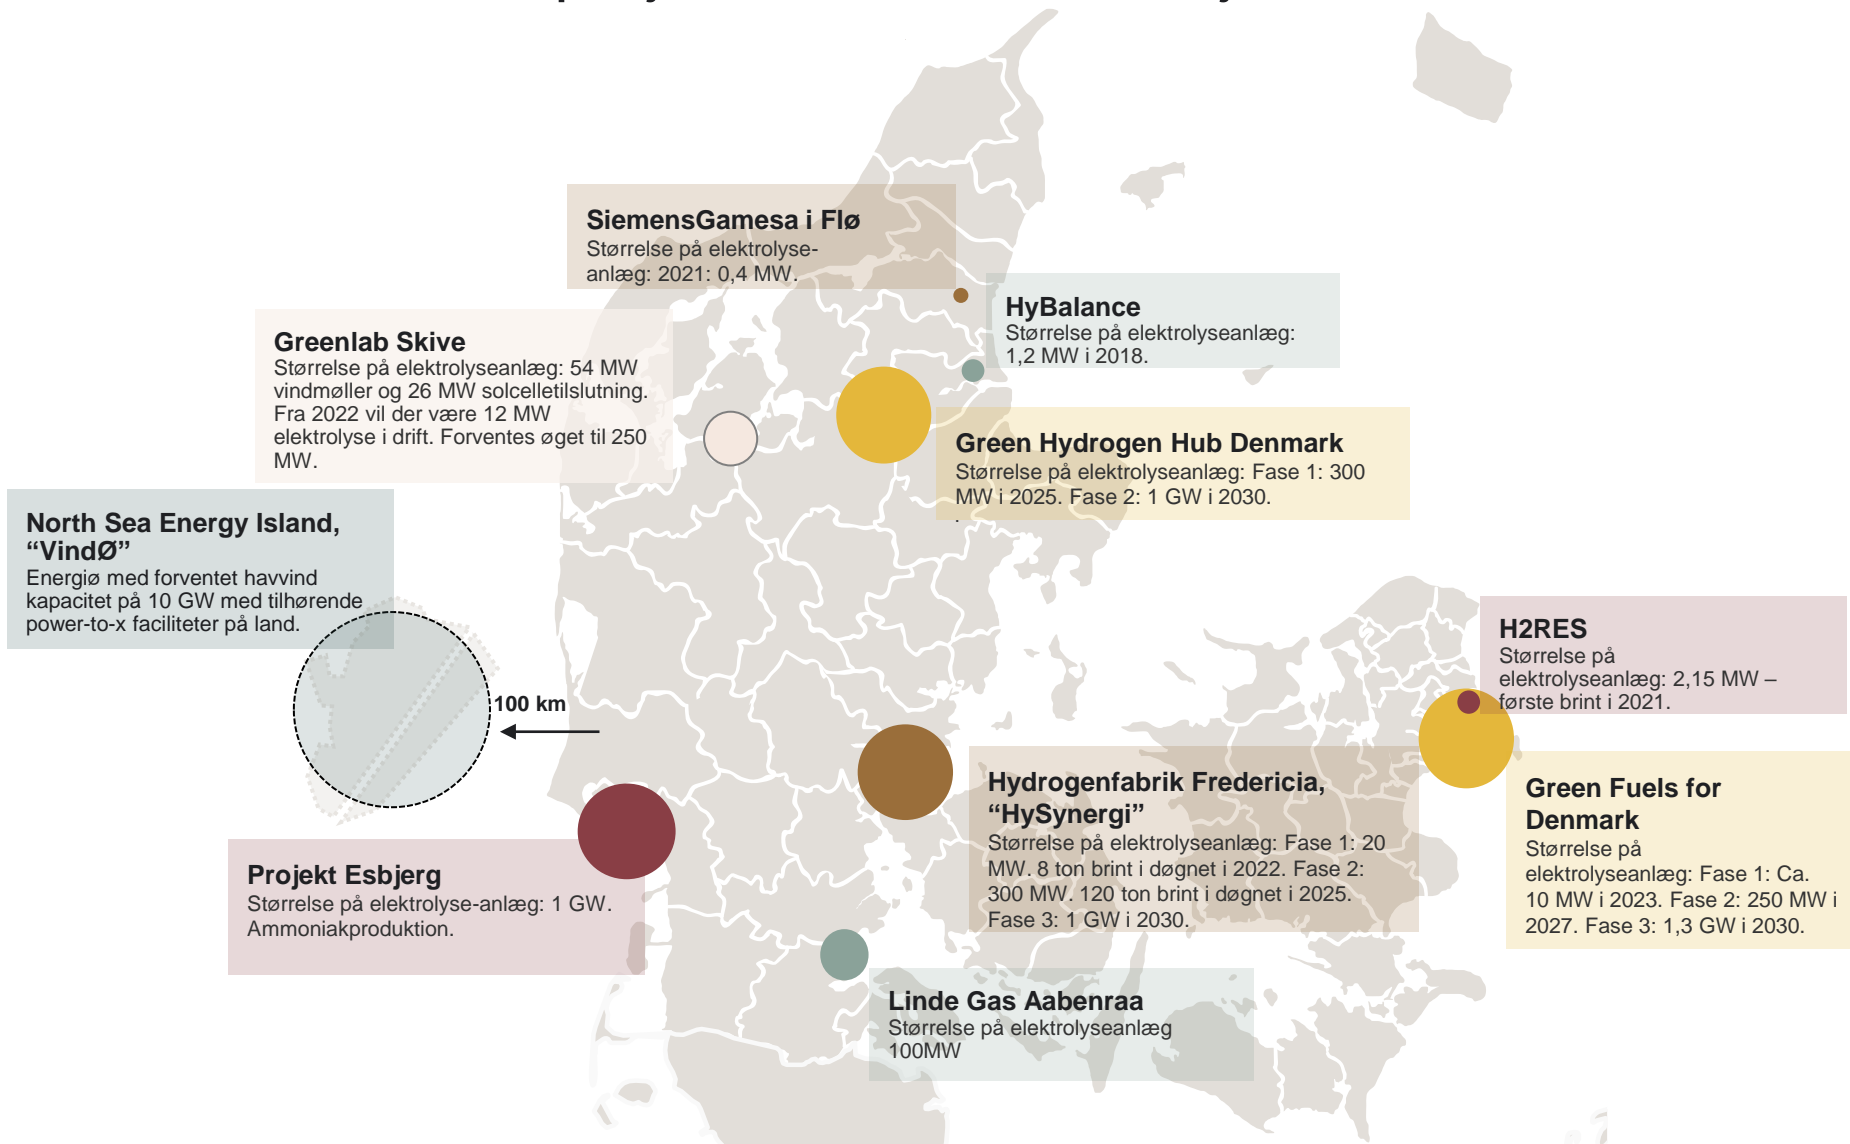 SiemensGamesa i Flø
Størrelse på elektrolyse-
anlæg: 2021: 0,4 MW.
HyBalance
Størrelse på elektrolyseanlæg:
1,2 MW i 2018.
Greenlab Skive
Størrelse på elektrolyseanlæg: 54 MW
vindmøller og 26 MW solcelletilslutning.
Fra 2022 vil der være 12 MW
elektrolyse i drift. Forventes øget til 250
MW.
Green Hydrogen Hub Denmark
Størrelse på elektrolyseanlæg: Fase 1: 300
MW i 2025. Fase 2: 1 GW i 2030.
.
North Sea Energy Island,
“VindØ”
Energiø med forventet havvind
kapacitet på 10 GW med tilhørende
power-to-x faciliteter på land.
100 km
H2RES
Størrelse på
elektrolyseanlæg: 2,15 MW –
første brint i 2021.
Hydrogenfabrik Fredericia,
“HySynergi”
Størrelse på elektrolyseanlæg: Fase 1: 20
MW. 8 ton brint i døgnet i 2022. Fase 2:
300 MW. 120 ton brint i døgnet i 2025.
Fase 3: 1 GW i 2030.
Green Fuels for
Denmark
Størrelse på
elektrolyseanlæg: Fase 1: Ca.
10 MW i 2023. Fase 2: 250 MW i
2027. Fase 3: 1,3 GW i 2030.
Projekt Esbjerg
Størrelse på elektrolyse-anlæg: 1 GW.
Ammoniakproduktion.
Linde Gas Aabenraa
Størrelse på elektrolyseanlæg
100MW